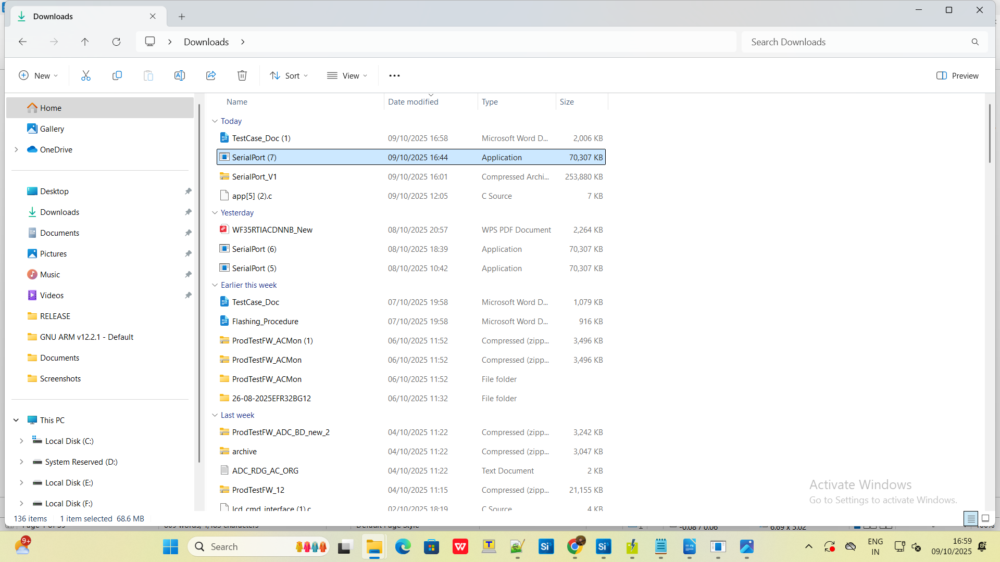 Downloads
Downloads
Search Downloads
New
Sort
View
Preview
Home
Gallery
OneDrive
Desktop
Downloads
Documents
Pictures
Music
Videos
RELEASE
GNU ARM v12.2.1 - Default
Documents
Screenshots
This PC
Local Disk (C:)
System Reserved (D:)
Local Disk (E:)
Local Disk (F:)
Name Date modified Type Size
Today
TestCase_Doc (1) 09/10/2025 16:58 Microsoft Word D... 2,006 KB
SerialPort (7) 09/10/2025 16:44 Application 70,307 KB
SerialPort_V1 09/10/2025 16:01 Compressed Archi... 253,880 KB
app[5] (2).c 09/10/2025 12:05 C Source 7 KB
Yesterday
WF35RTIACDNNB_New 08/10/2025 20:57 WPS PDF Document 2,264 KB
SerialPort (6) 08/10/2025 18:39 Application 70,307 KB
SerialPort (5) 08/10/2025 10:42 Application 70,307 KB
Earlier this week
TestCase_Doc 07/10/2025 19:58 Microsoft Word D... 1,079 KB
Flashing_Procedure 07/10/2025 19:58 Microsoft Word D... 916 KB
ProdTestFW_ACMon (1) 06/10/2025 11:52 Compressed (zipp... 3,496 KB
ProdTestFW_ACMon 06/10/2025 11:52 Compressed (zipp... 3,496 KB
ProdTestFW_ACMon 06/10/2025 11:52 File folder
26-08-2025EFR32BG12 06/10/2025 11:32 File folder
Last week
ProdTestFW_ADC_BD_new_2 04/10/2025 11:22 Compressed (zipp... 3,242 KB
archive 04/10/2025 11:22 Compressed (zipp... 3,047 KB
ADC_RDG_AC_ORG 04/10/2025 11:22 Text Document 2 KB
ProdTestFW_12 04/10/2025 11:15 Compressed (zipp... 21,155 KB
lcd_cmd_interface (1).c 02/10/2025 18:19 C Source 4 KB
Activate Windows
Go to Settings to activate Windows.
136 items 1 item selected 68.6 MB
9+
Search
ENG
IN
16:59
09/10/2025